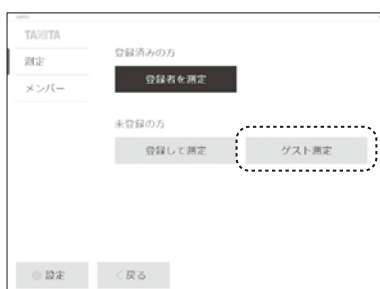 TANITA
測定
メンバー
登録済みの方
登録者を測定
未登録の方
登録して測定
ゲスト測定
設定
< 戻る